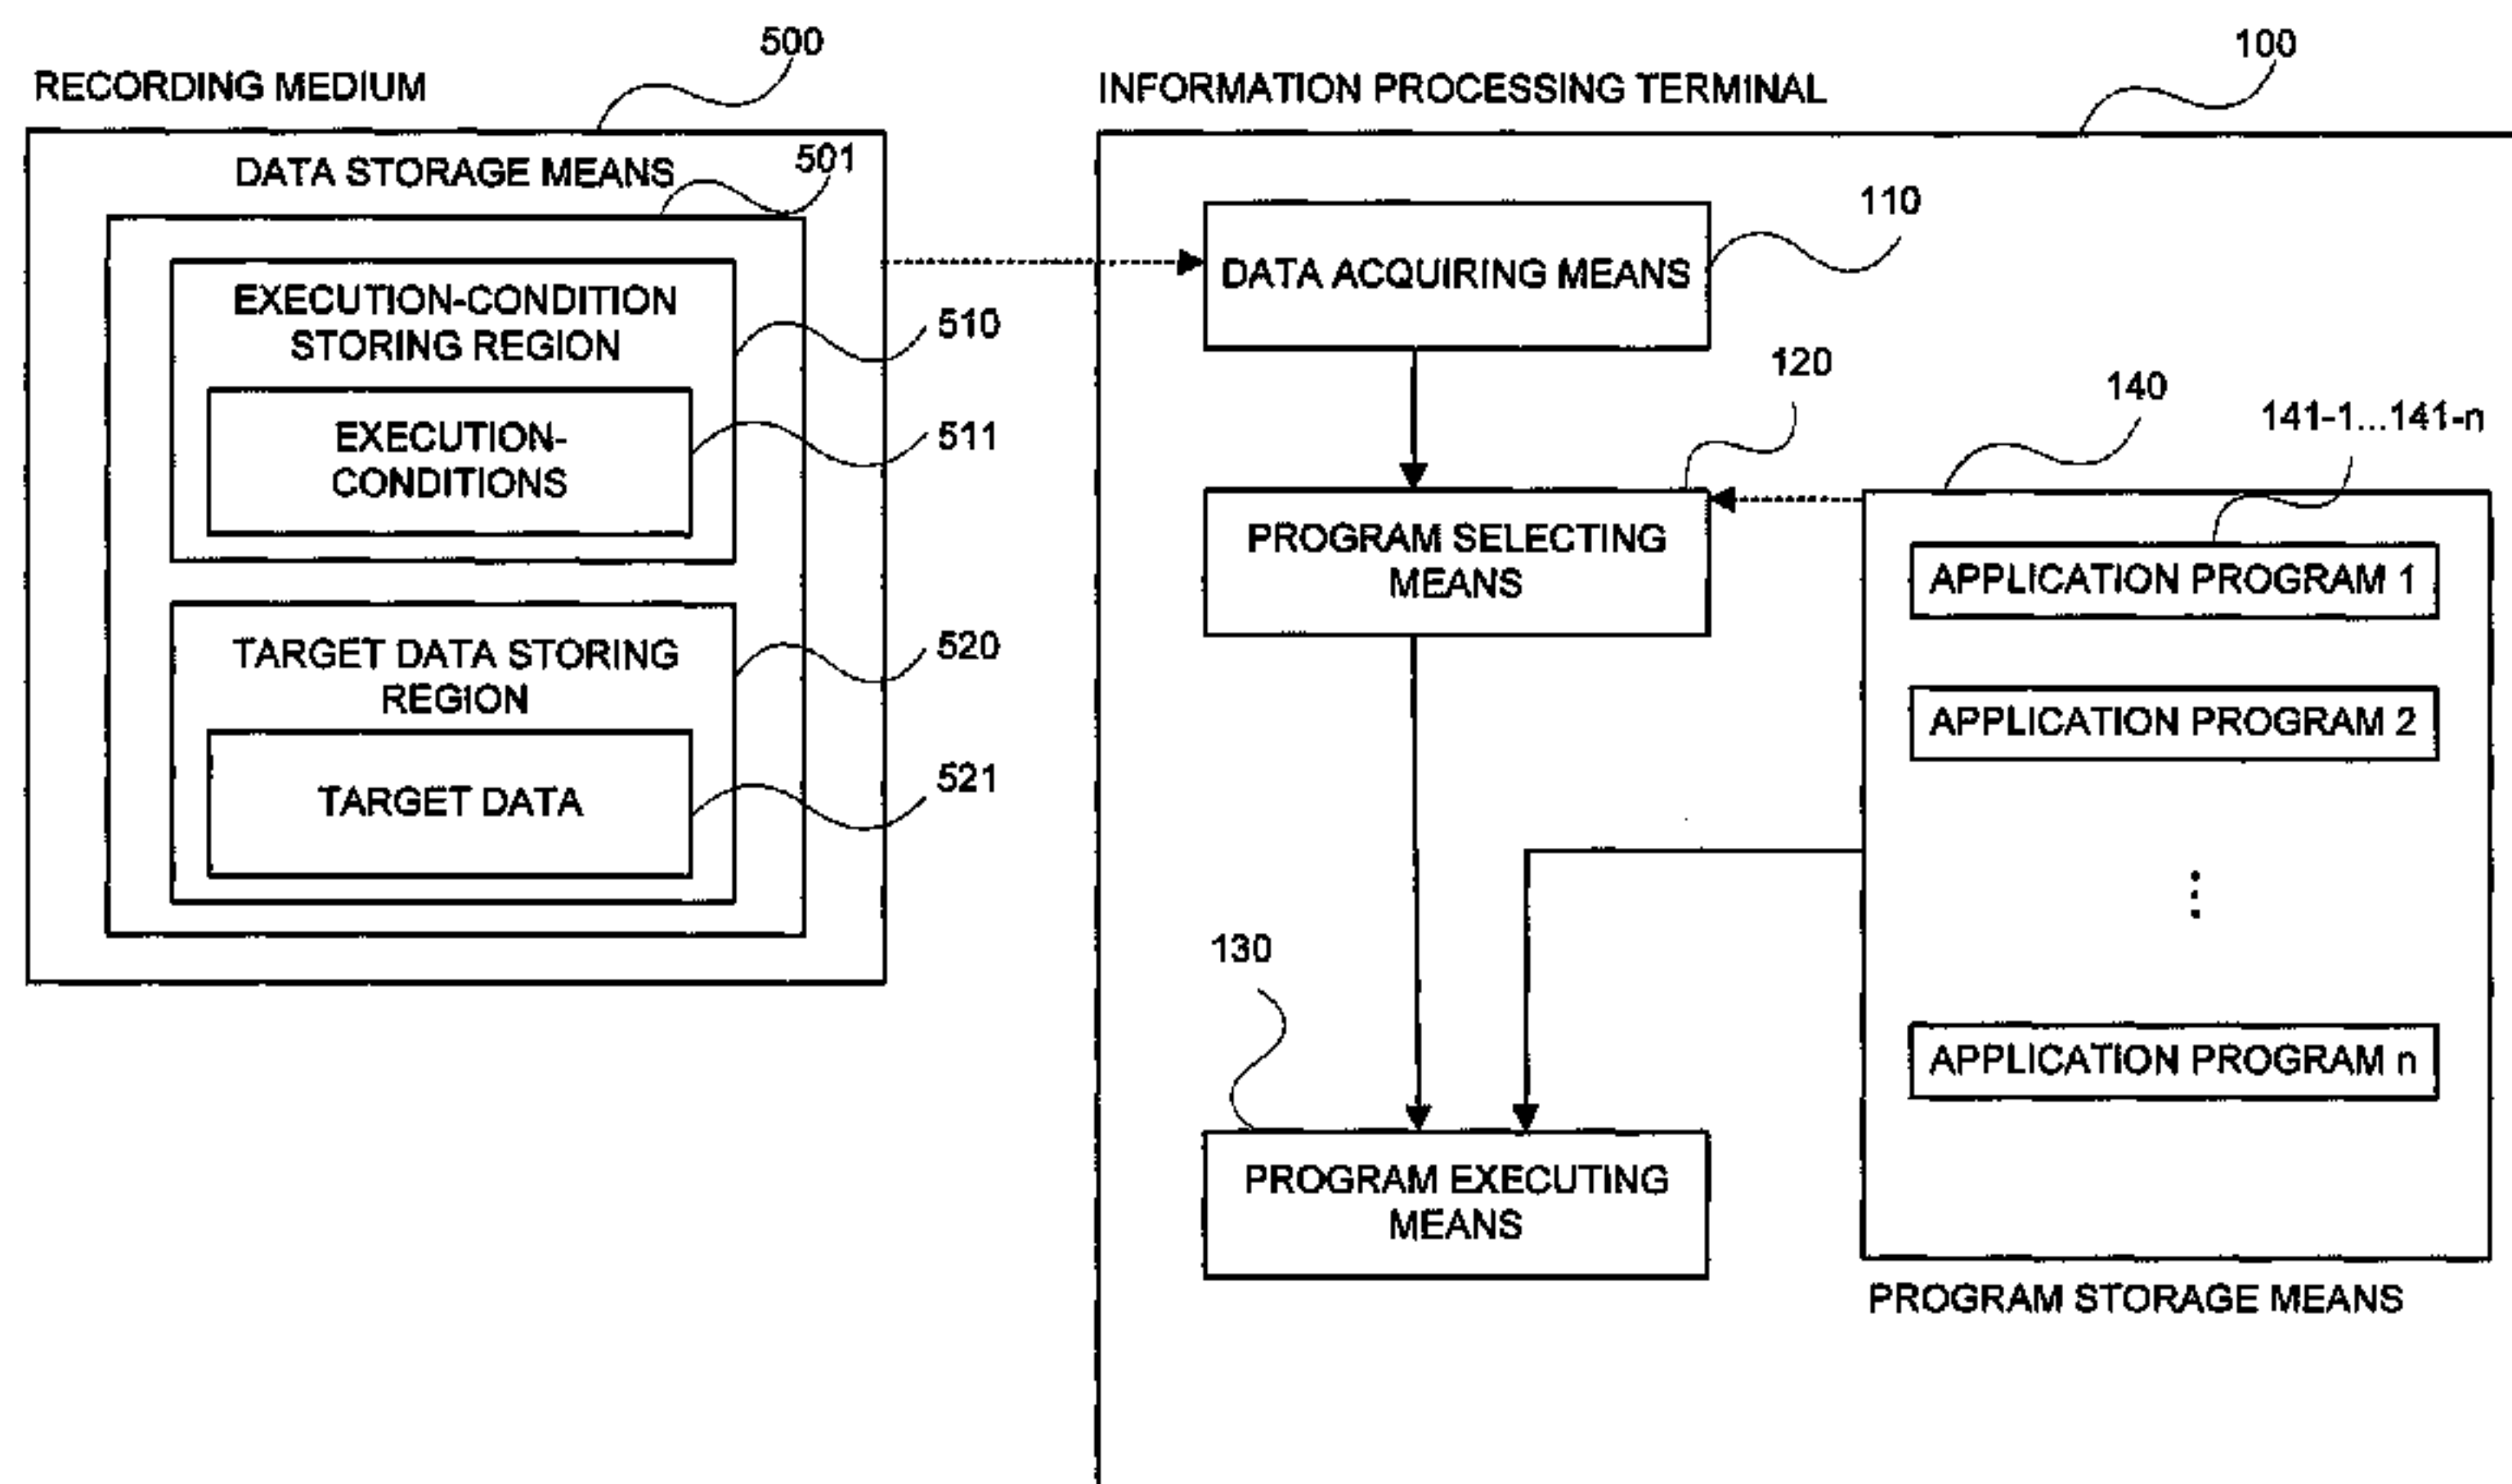 500
RECORDING MEDIUM
DATA STORAGE MEANS
501
EXECUTION-CONDITION
STORING REGION
510
EXECUTION-
CONDITIONS
511
TARGET DATA STORING
REGION
520
TARGET DATA
521
100
INFORMATION PROCESSING TERMINAL
110
DATA ACQUIRING MEANS
120
PROGRAM SELECTING
MEANS
140
141-1...141-n
APPLICATION PROGRAM 1
APPLICATION PROGRAM 2
⋮
APPLICATION PROGRAM n
130
PROGRAM EXECUTING
MEANS
PROGRAM STORAGE MEANS